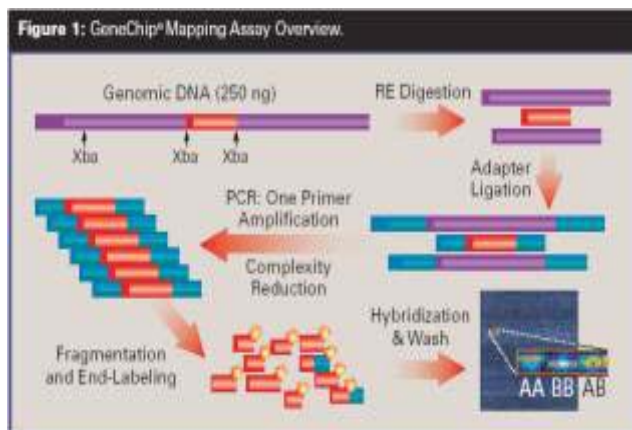 Figure 1: GeneChip® Mapping Assay Overview.
Genomic DNA (250 ng)
RE Digestion
Xba Xba Xba
Adapter
Ligation
PCR: One Primer
Amplification
Complexity
Reduction
Fragmentation
and End-Labeling
Hybridization
& Wash
AA BB AB